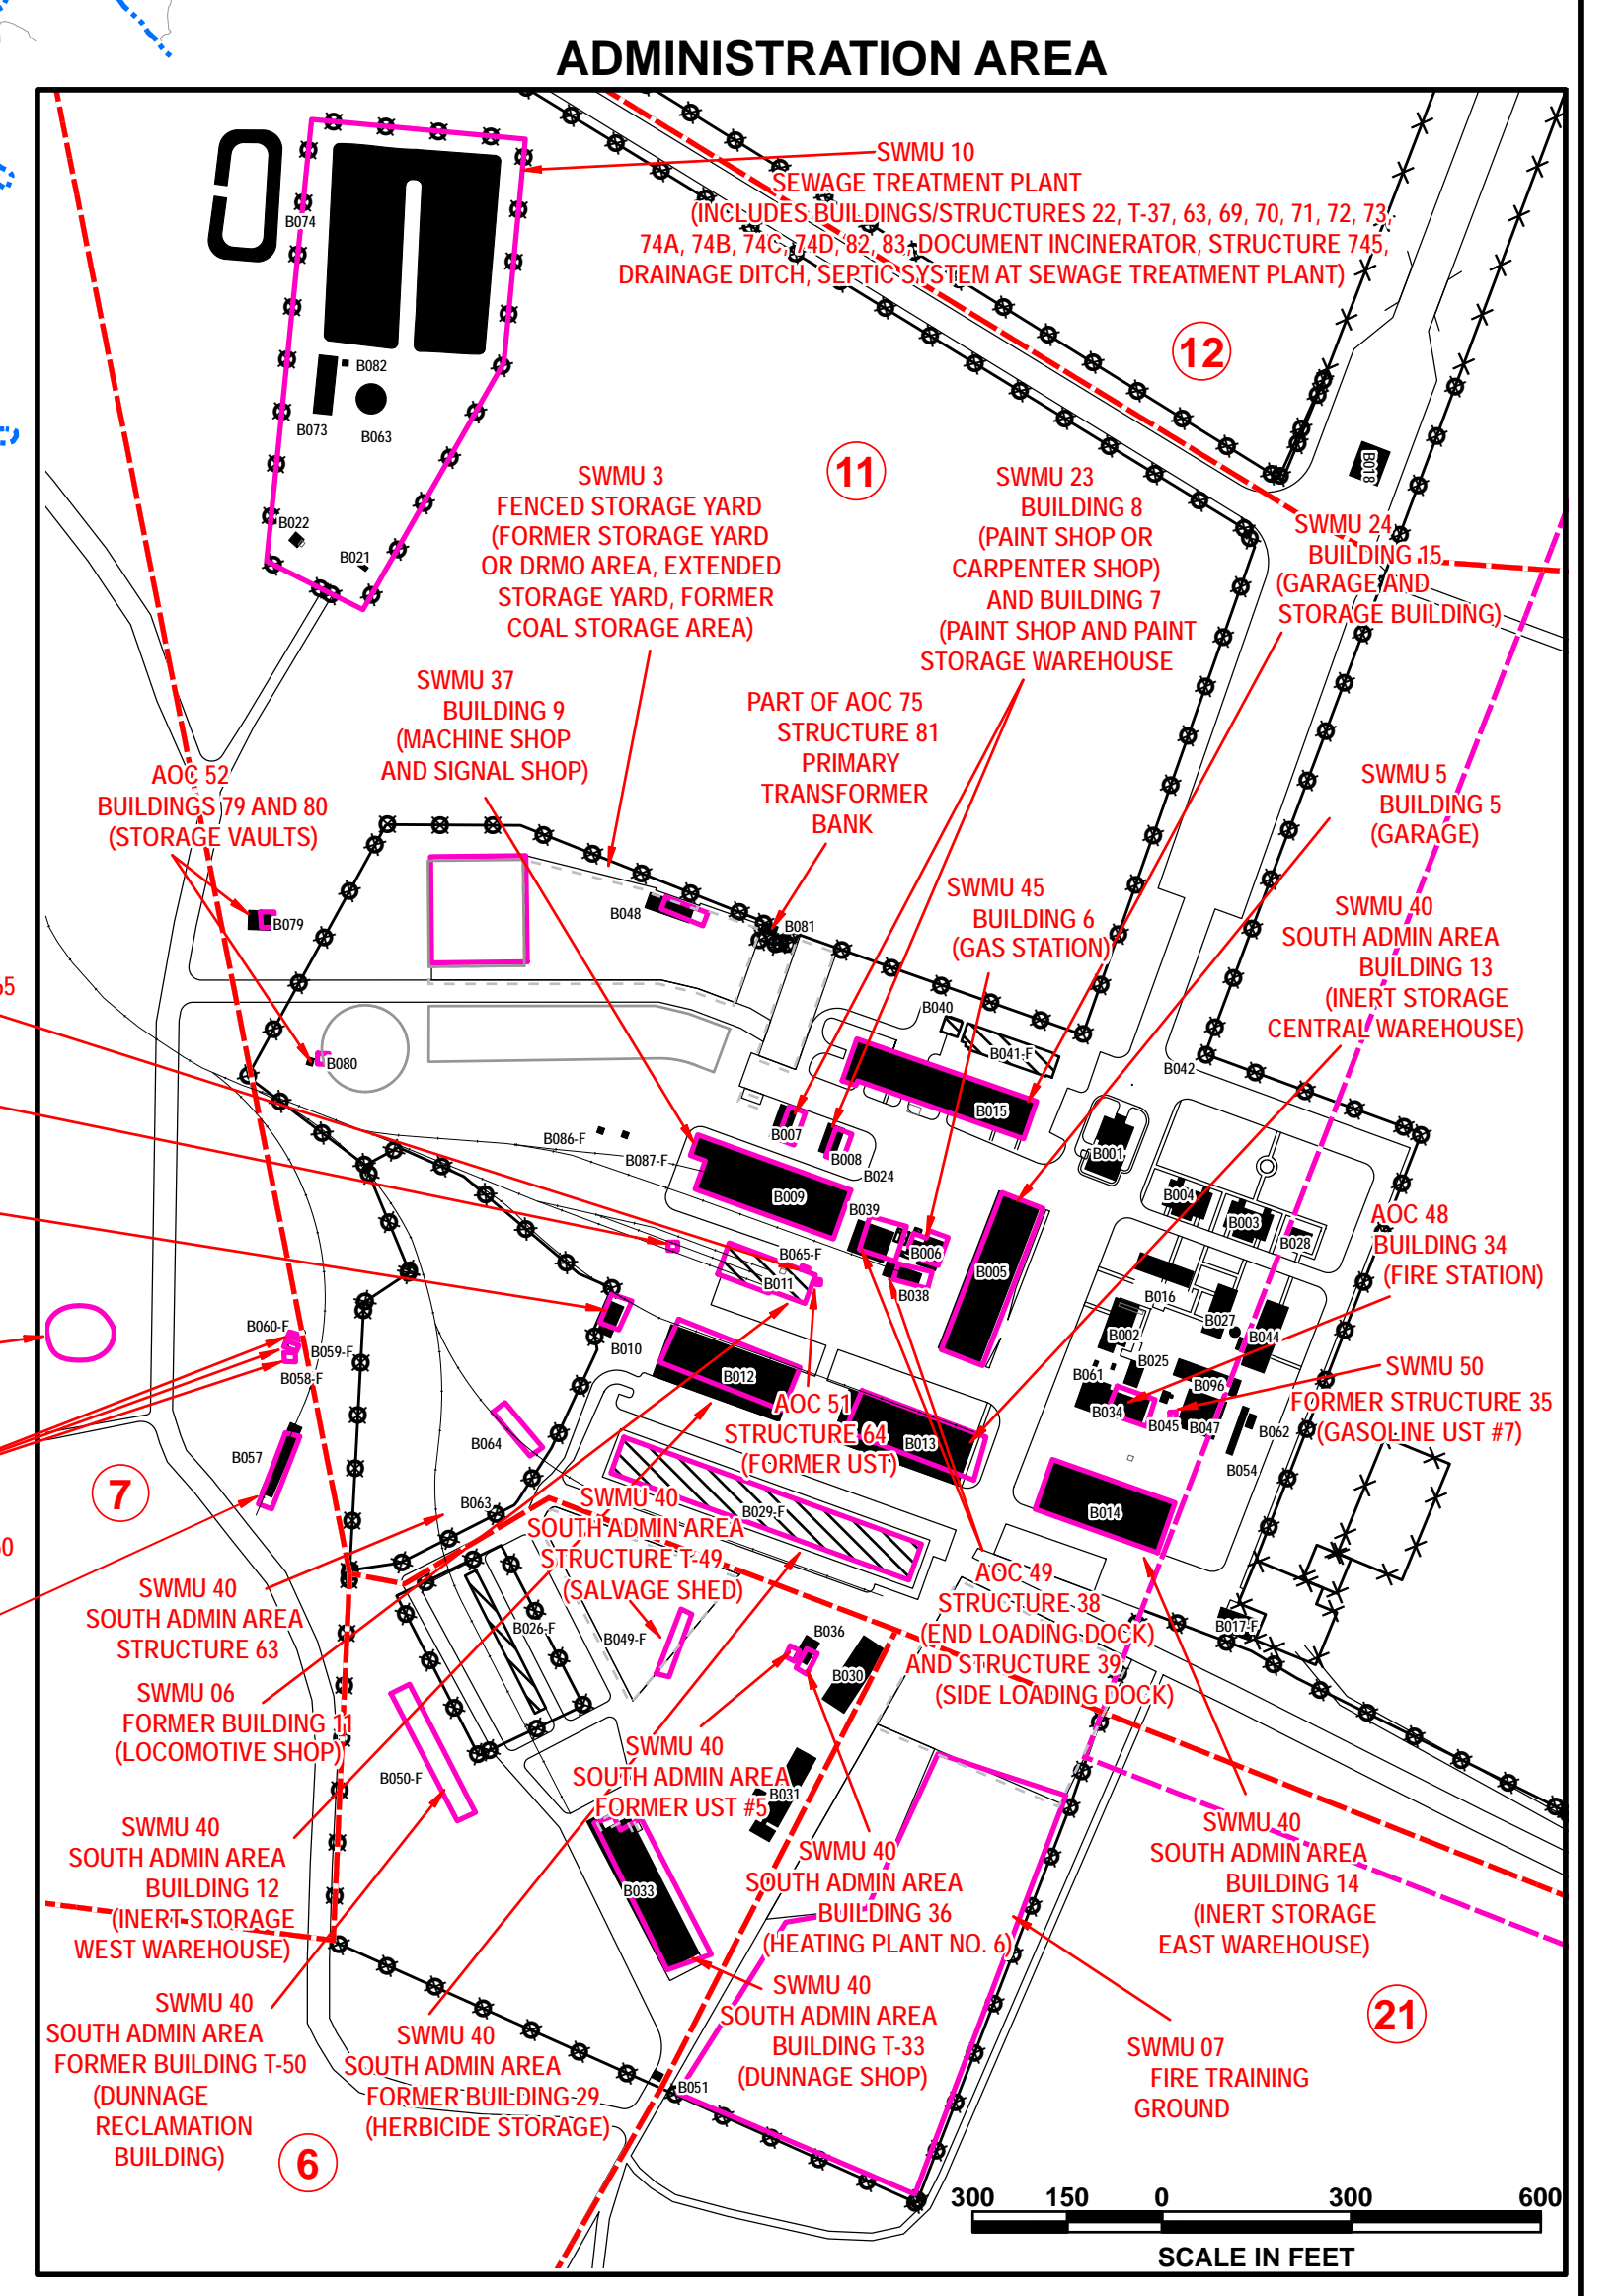 ADMINISTRATION AREA
SWMU 10
SEWAGE TREATMENT PLANT
(INCLUDES BUILDINGS/STRUCTURES 22, T-37, 63, 69, 70, 71, 72, 73,
74A, 74B, 74C, 74D, 82, 83, DOCUMENT INCINERATOR, STRUCTURE 745,
DRAINAGE DITCH, SEPTIC SYSTEM AT SEWAGE TREATMENT PLANT)
B074
B082
B073
B063
B022
B021
12
11
B018
SWMU 3
FENCED STORAGE YARD
(FORMER STORAGE YARD
OR DRMO AREA, EXTENDED
STORAGE YARD, FORMER
COAL STORAGE AREA)
SWMU 23
BUILDING 8
(PAINT SHOP OR
CARPENTER SHOP)
AND BUILDING 7
(PAINT SHOP AND PAINT
STORAGE WAREHOUSE
SWMU 24
BUILDING 15
(GARAGE AND
STORAGE BUILDING)
SWMU 37
BUILDING 9
(MACHINE SHOP
AND SIGNAL SHOP)
PART OF AOC 75
STRUCTURE 81
PRIMARY
TRANSFORMER
BANK
AOC 52
BUILDINGS 79 AND 80
(STORAGE VAULTS)
SWMU 5
BUILDING 5
(GARAGE)
SWMU 45
BUILDING 6
(GAS STATION)
SWMU 40
SOUTH ADMIN AREA
BUILDING 13
(INERT STORAGE
CENTRAL WAREHOUSE)
B079
B048
B081
B040
B041-F
B042
B080
65
B015
B007
B008
B024
B086-F
B087-F
B009
B001
B004
B003
B028
B039
B006
B038
B005
B065-F
B011
AOC 48
BUILDING 34
(FIRE STATION)
B016
B027
B044
B002
B025
B061
B096
B034
B045
B047
B062
B054
SWMU 50
FORMER STRUCTURE 35
(GASOLINE UST #7)
B060-F
B059-F
B058-F
B010
B012
AOC 51
STRUCTURE 64
(FORMER UST)
B013
B064
B057
7
B063
B029-F
B014
SWMU 40
SOUTH ADMIN AREA
STRUCTURE T-49
(SALVAGE SHED)
AOC 49
STRUCTURE 38
(END LOADING DOCK)
AND STRUCTURE 39
(SIDE LOADING DOCK)
SWMU 40
SOUTH ADMIN AREA
STRUCTURE 63
B026-F
B049-F
B036
B030
B017-F
SWMU 06
FORMER BUILDING 11
(LOCOMOTIVE SHOP)
B050-F
SWMU 40
SOUTH ADMIN AREA
FORMER UST #5
B031
SWMU 40
SOUTH ADMIN AREA
BUILDING 12
(INERT STORAGE
WEST WAREHOUSE)
B033
SWMU 40
SOUTH ADMIN AREA
BUILDING 36
(HEATING PLANT NO. 6)
SWMU 40
SOUTH ADMIN AREA
BUILDING 14
(INERT STORAGE
EAST WAREHOUSE)
SWMU 40
SOUTH ADMIN AREA
FORMER BUILDING T-50
(DUNNAGE
RECLAMATION
BUILDING)
SWMU 40
SOUTH ADMIN AREA
FORMER BUILDING 29
(HERBICIDE STORAGE)
SWMU 40
SOUTH ADMIN AREA
BUILDING T-33
(DUNNAGE SHOP)
B051
SWMU 07
FIRE TRAINING
GROUND
21
6
300 150 0 300 600
SCALE IN FEET